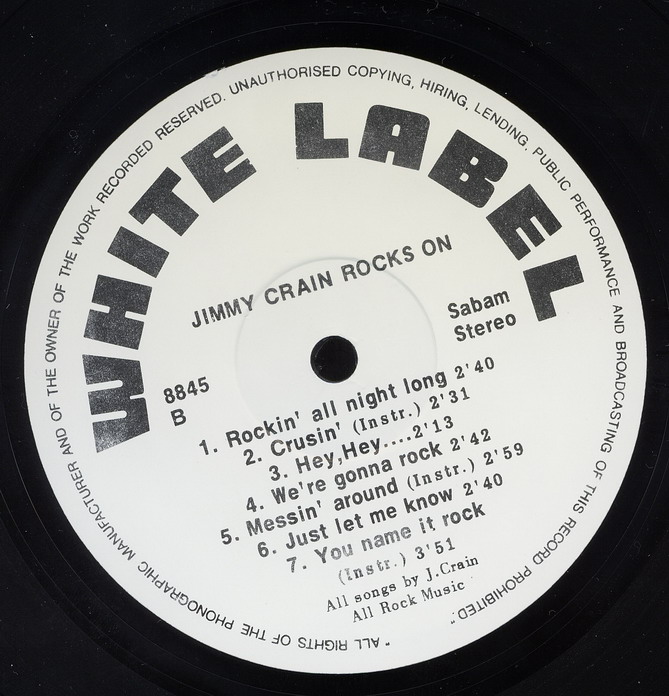 "ALL RIGHTS OF THE PHONOGRAPHIC MANUFACTURER AND OF THE OWNER OF THE WORK RECORDED RESERVED. UNAUTHORISED COPYING, HIRING, LENDING, PUBLIC PERFORMANCE AND BROADCASTING OF THIS RECORD PROHIBITED."
WHITE LABEL
JIMMY CRAIN ROCKS ON
Sabam
Stereo
8845
B
1. Rockin' all night long 2'40
2. Crusin' (Instr.) 2'31
3. Hey,Hey....2'13
4. We're gonna rock 2'42
5. Messin' around (Instr.) 2'59
6. Just let me know 2'40
7. You name it rock
(Instr.) 3'51
All songs by J.Crain
All Rock Music